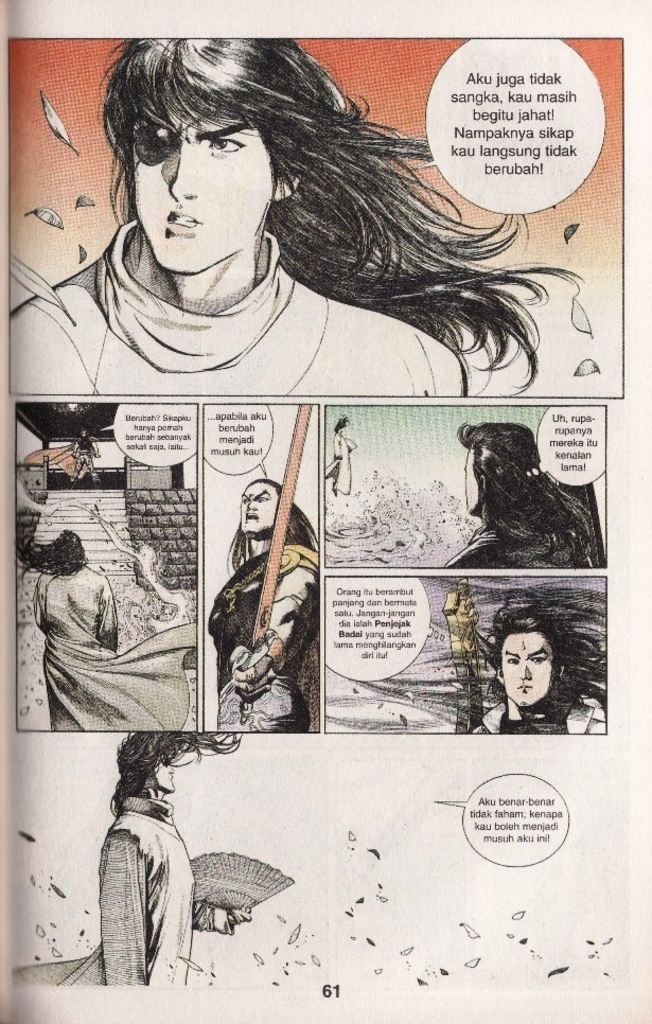 Aku juga tidak
sangka, kau masih
begitu jahat!
Nampaknya sikap
kau langsung tidak
berubah!
Berubah? Sikapku
hanya pernah
berubah sebanyak
sekali saja, iaitu...
...apabila aku
berubah
menjadi
musuh kau!
Uh, rupa-
rupanya
mereka itu
kenalan
lama!
Orang itu berambut
panjang dan bermata
satu. Jangan-jangan
dia ialah Penjejak
Badai yang sudah
lama menghilangkan
diri itu!
Aku benar-benar
tidak faham, kenapa
kau boleh menjadi
musuh aku ini!
61